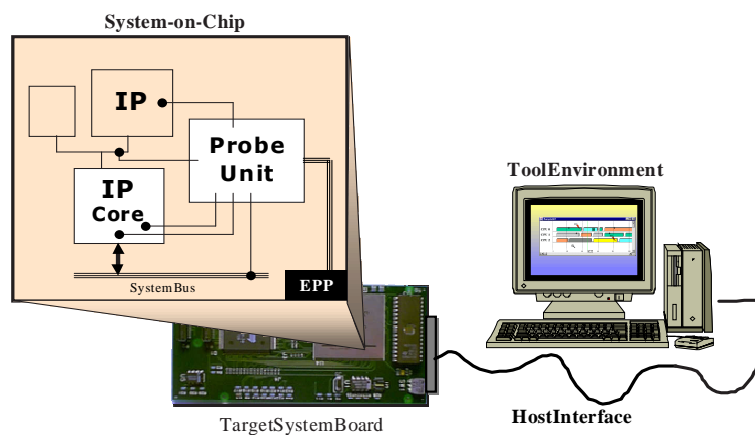 System-on-Chip
IP
Probe
Unit
IP
Core
SystemBus
EPP
ToolEnvironment
TargetSystemBoard
HostInterface